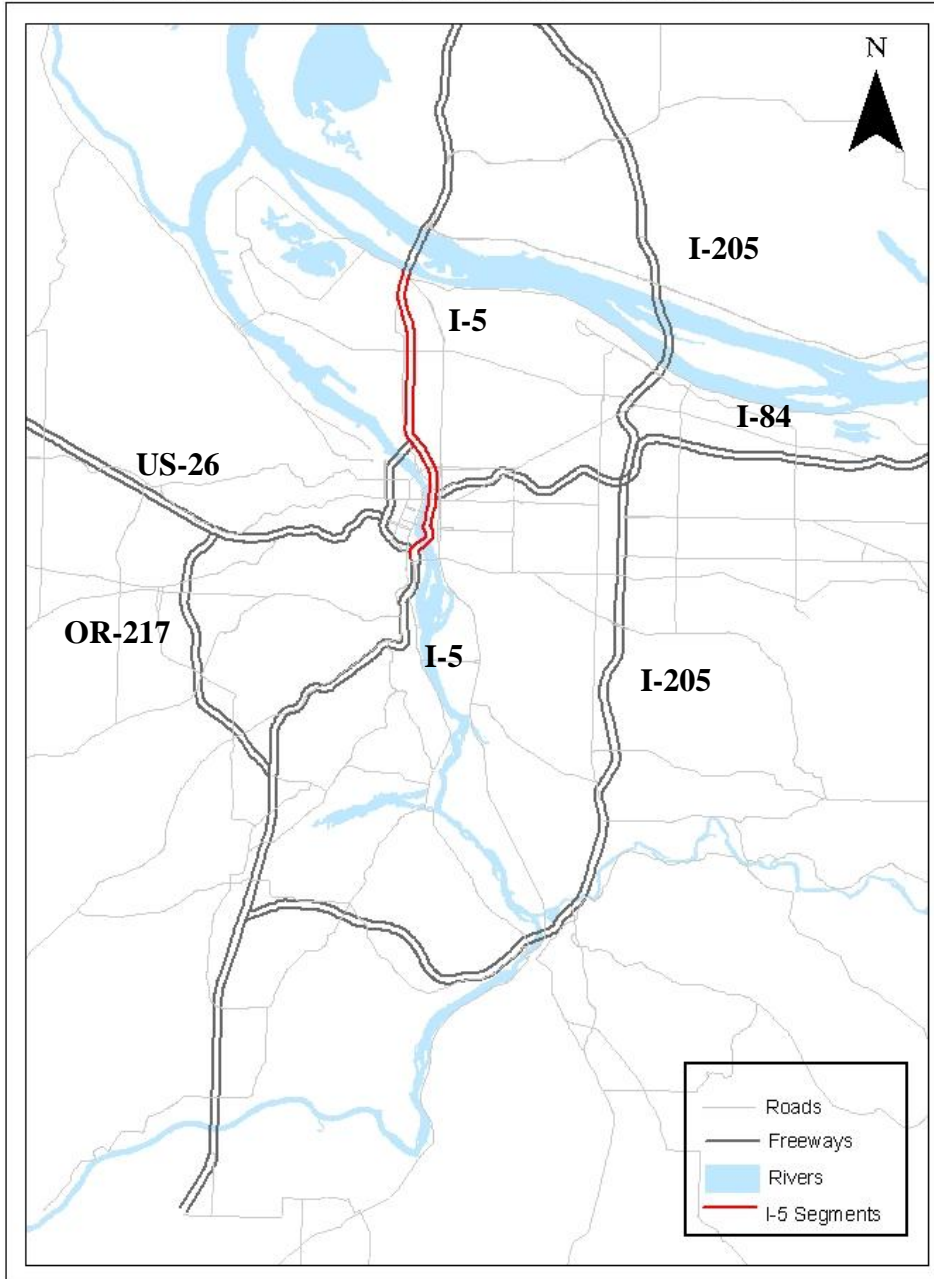 N
I-205
I-5
I-84
US-26
OR-217
I-5
I-205
Roads
Freeways
Rivers
I-5 Segments